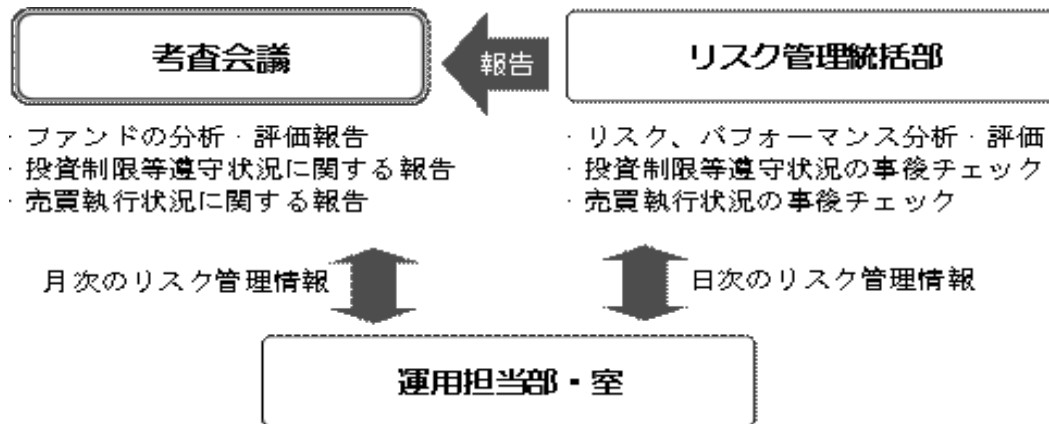 考査会議
報告
リスク管理統括部
・ファンドの分析・評価報告
・投資制限等遵守状況に関する報告
・売買執行状況に関する報告
・リスク、パフォーマンス分析・評価
・投資制限等遵守状況の事後チェック
・売買執行状況の事後チェック
月次のリスク管理情報
日次のリスク管理情報
運用担当部・室